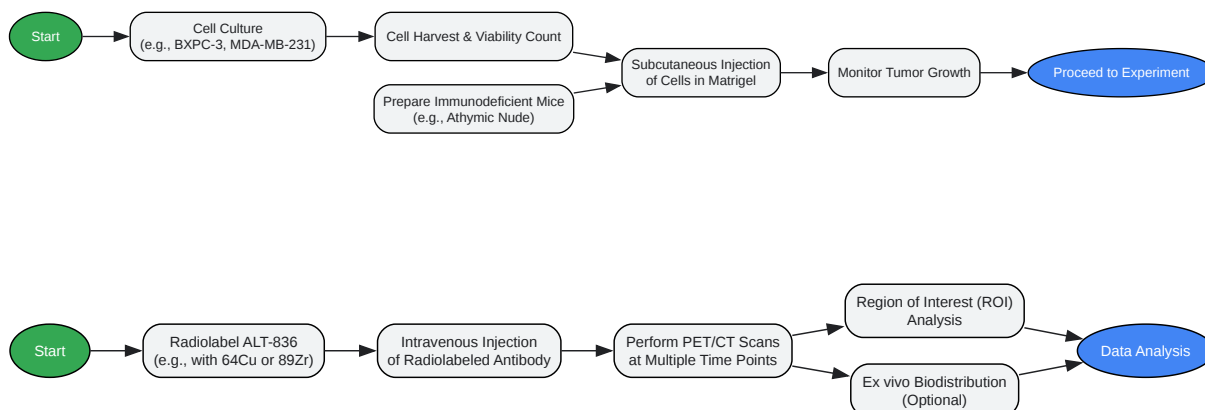 Start
Cell Culture
(e.g., BXPC-3, MDA-MB-231)
Cell Harvest & Viability Count
Prepare Immunodeficient Mice
(e.g., Athymic Nude)
Subcutaneous Injection
of Cells in Matrigel
Monitor Tumor Growth
Proceed to Experiment
Start
Radiolabel ALT-836
(e.g., with 64Cu or 89Zr)
Intravenous Injection
of Radiolabeled Antibody
Perform PET/CT Scans
at Multiple Time Points
Region of Interest (ROI)
Analysis
Ex vivo Biodistribution
(Optional)
Data Analysis